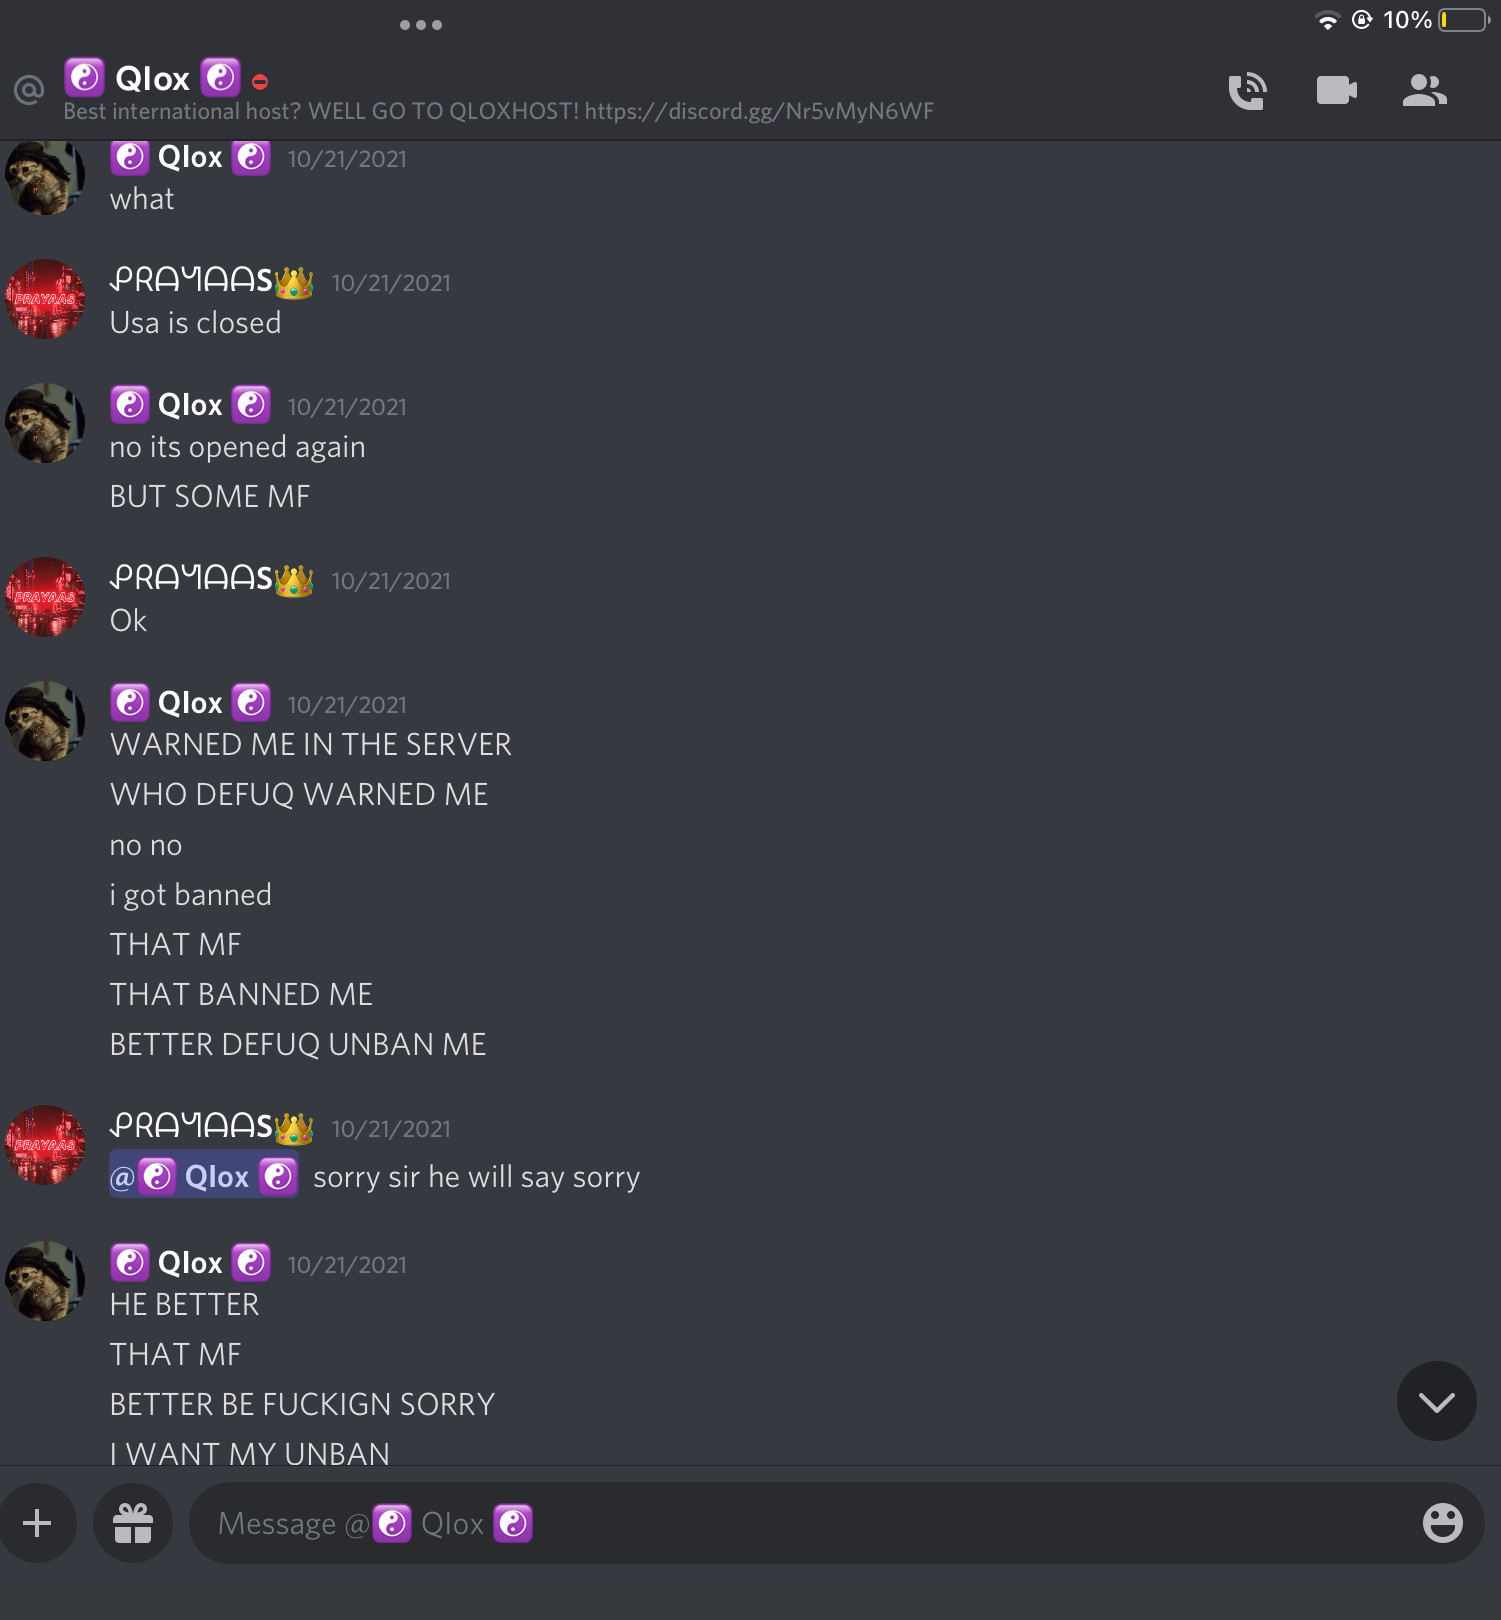 10%
@ ☯ Qlox ☯
Best international host? WELL GO TO QLOXHOST! https://discord.gg/Nr5vMyN6WF
☯ Qlox ☯ 10/21/2021
what
PRAYAAS👑 10/21/2021
Usa is closed
☯ Qlox ☯ 10/21/2021
no its opened again
BUT SOME MF
PRAYAAS👑 10/21/2021
Ok
☯ Qlox ☯ 10/21/2021
WARNED ME IN THE SERVER
WHO DEFUQ WARNED ME
no no
i got banned
THAT MF
THAT BANNED ME
BETTER DEFUQ UNBAN ME
PRAYAAS👑 10/21/2021
@☯ Qlox ☯ sorry sir he will say sorry
☯ Qlox ☯ 10/21/2021
HE BETTER
THAT MF
BETTER BE FUCKIGN SORRY
I WANT MY UNBAN
Message @☯ Qlox ☯